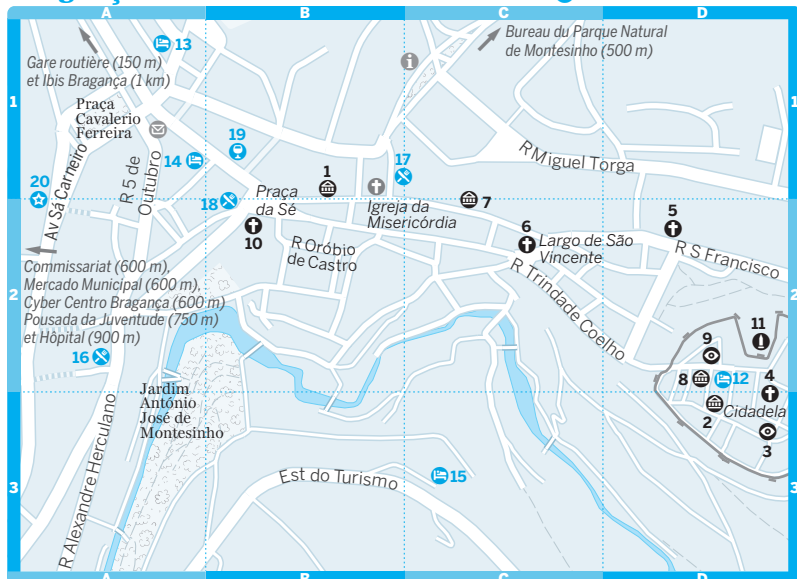 A
B
C
D
13
Bureau du Parque Natural
de Montesinho (500 m)
Gare routière (150 m)
et Ibis Bragança (1 km)
1
1
Praça
Cavalerio
Ferreira
R Miguel Torga
19
14
1
17
20
Av Sá Carneiro
R 5 de
Outubro
18
Praça
da Sé
Igreja da
Misericórdia
7
6
5
10
R Oróbio
de Castro
Largo de São
Vincente
R S Francisco
Commissariat (600 m),
Mercado Municipal (600 m),
Cyber Centro Bragança (600 m)
Pousada da Juventude (750 m)
et Hôpital (900 m)
2
2
R Trindade Coelho
16
9
11
8
12
4
Jardim
António
José de
Montesinho
2
Cidadela
3
R Alexandre Herculano
Est do Turismo
15
3
3
A
B
C
D